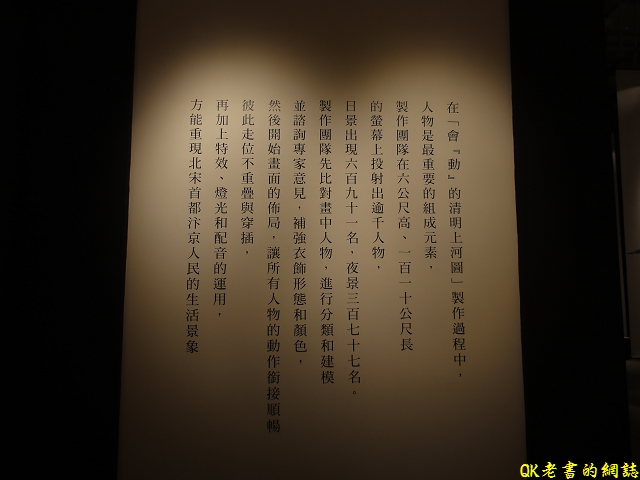 在「會『動』的清明上河圖」製作過程中，
人物是最重要的組成元素，
製作團隊在六公尺高、一百一十公尺長
的螢幕上投射出逾千人物，
日景出現六百九十一名，夜景三百七十七名。
製作團隊先比對畫中人物，進行分類和建模
並諮詢專家意見，補強衣飾形態和顏色，
然後開始畫面的佈局，讓所有人物的動作銜接順暢
彼此走位不重疊與穿插，
再加上特效、燈光和配音的運用，
方能重現北宋首都汴京人民的生活景象
QK老書的網誌